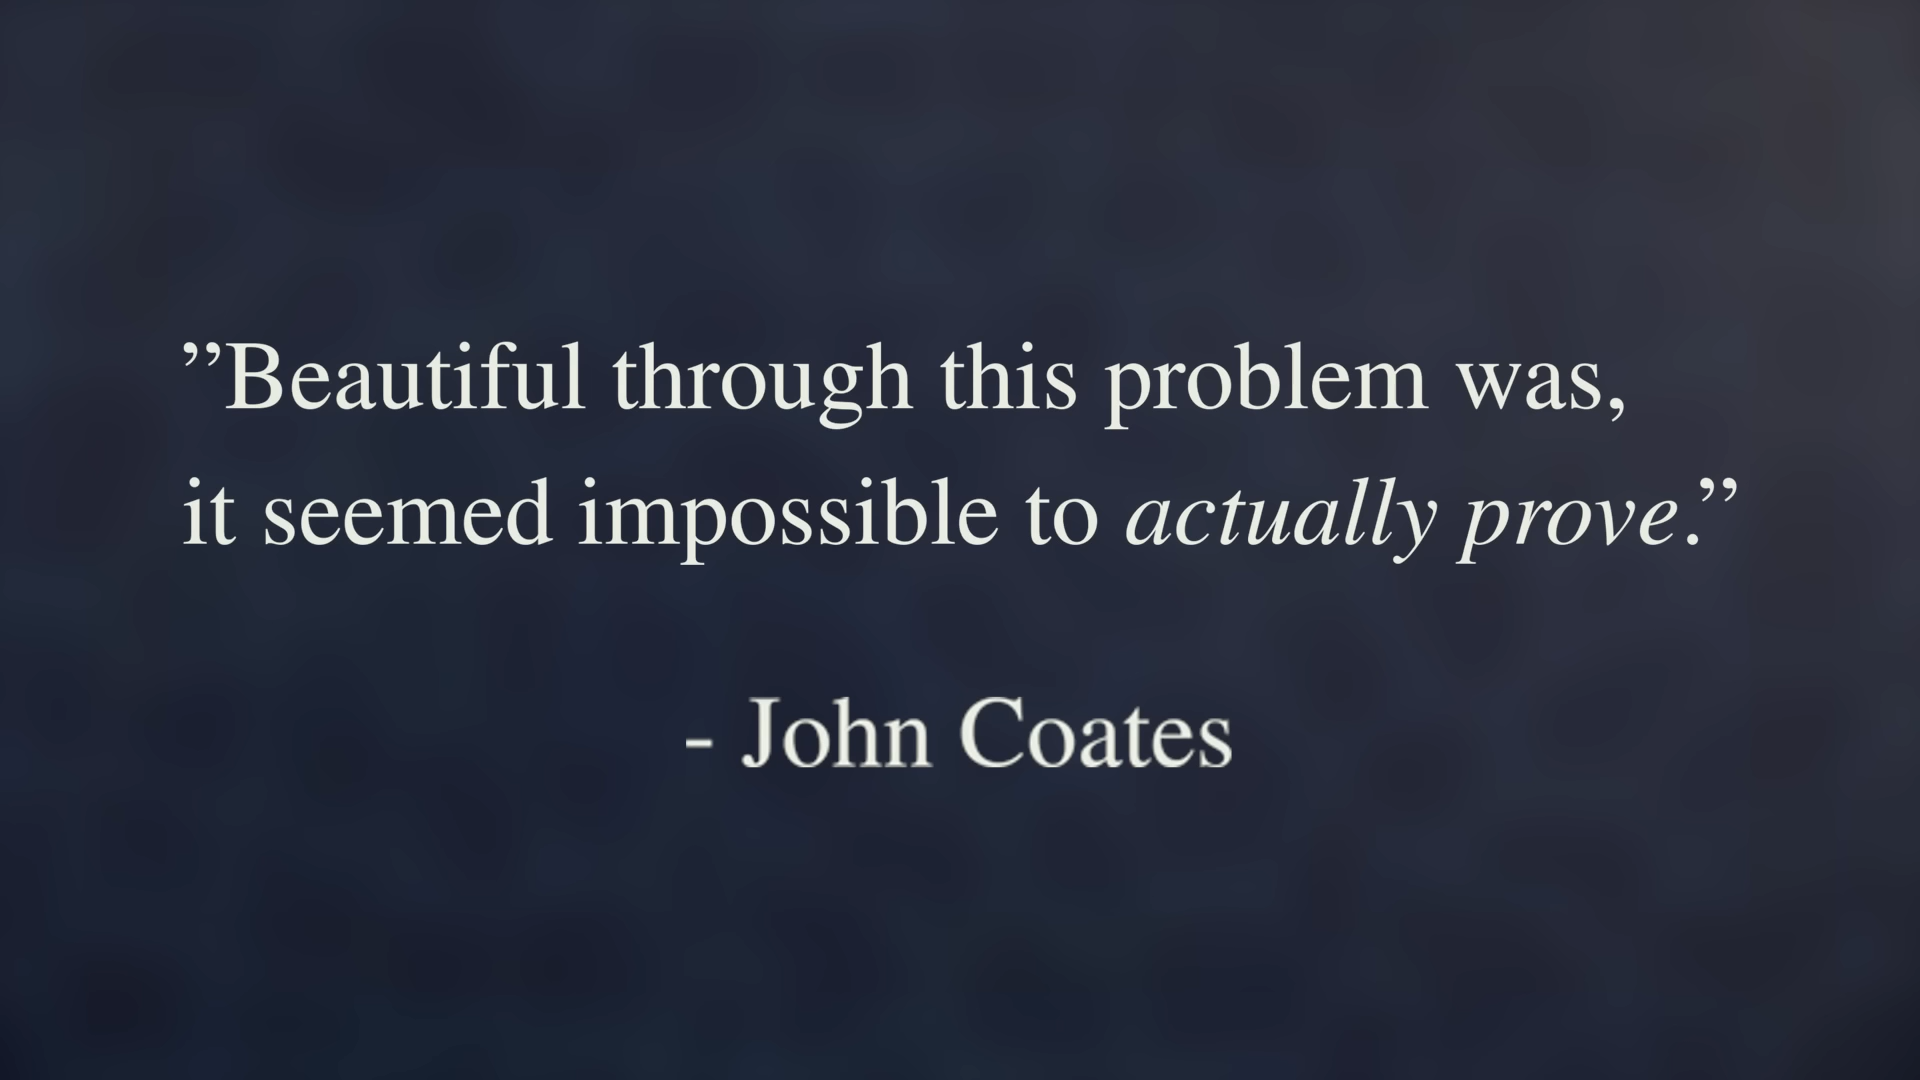 ”Beautiful through this problem was,
it seemed impossible to actually prove.”
- John Coates